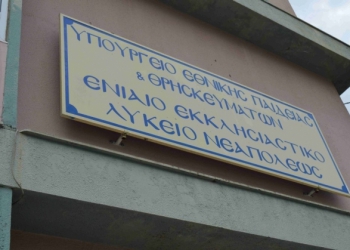 ΥΠΟΥΡΓΕΙΟ ΕΘΝΙΚΗΣ ΠΑΙΔΕΙΑΣ
& ΘΡΗΣΚΕΥΜΑΤΩΝ
ΕΝΙΑΙΟ ΕΚΚΛΗΣΙΑΣΤΙΚΟ
ΛΥΚΕΙΟ ΝΕΑΠΟΛΕΩΣ